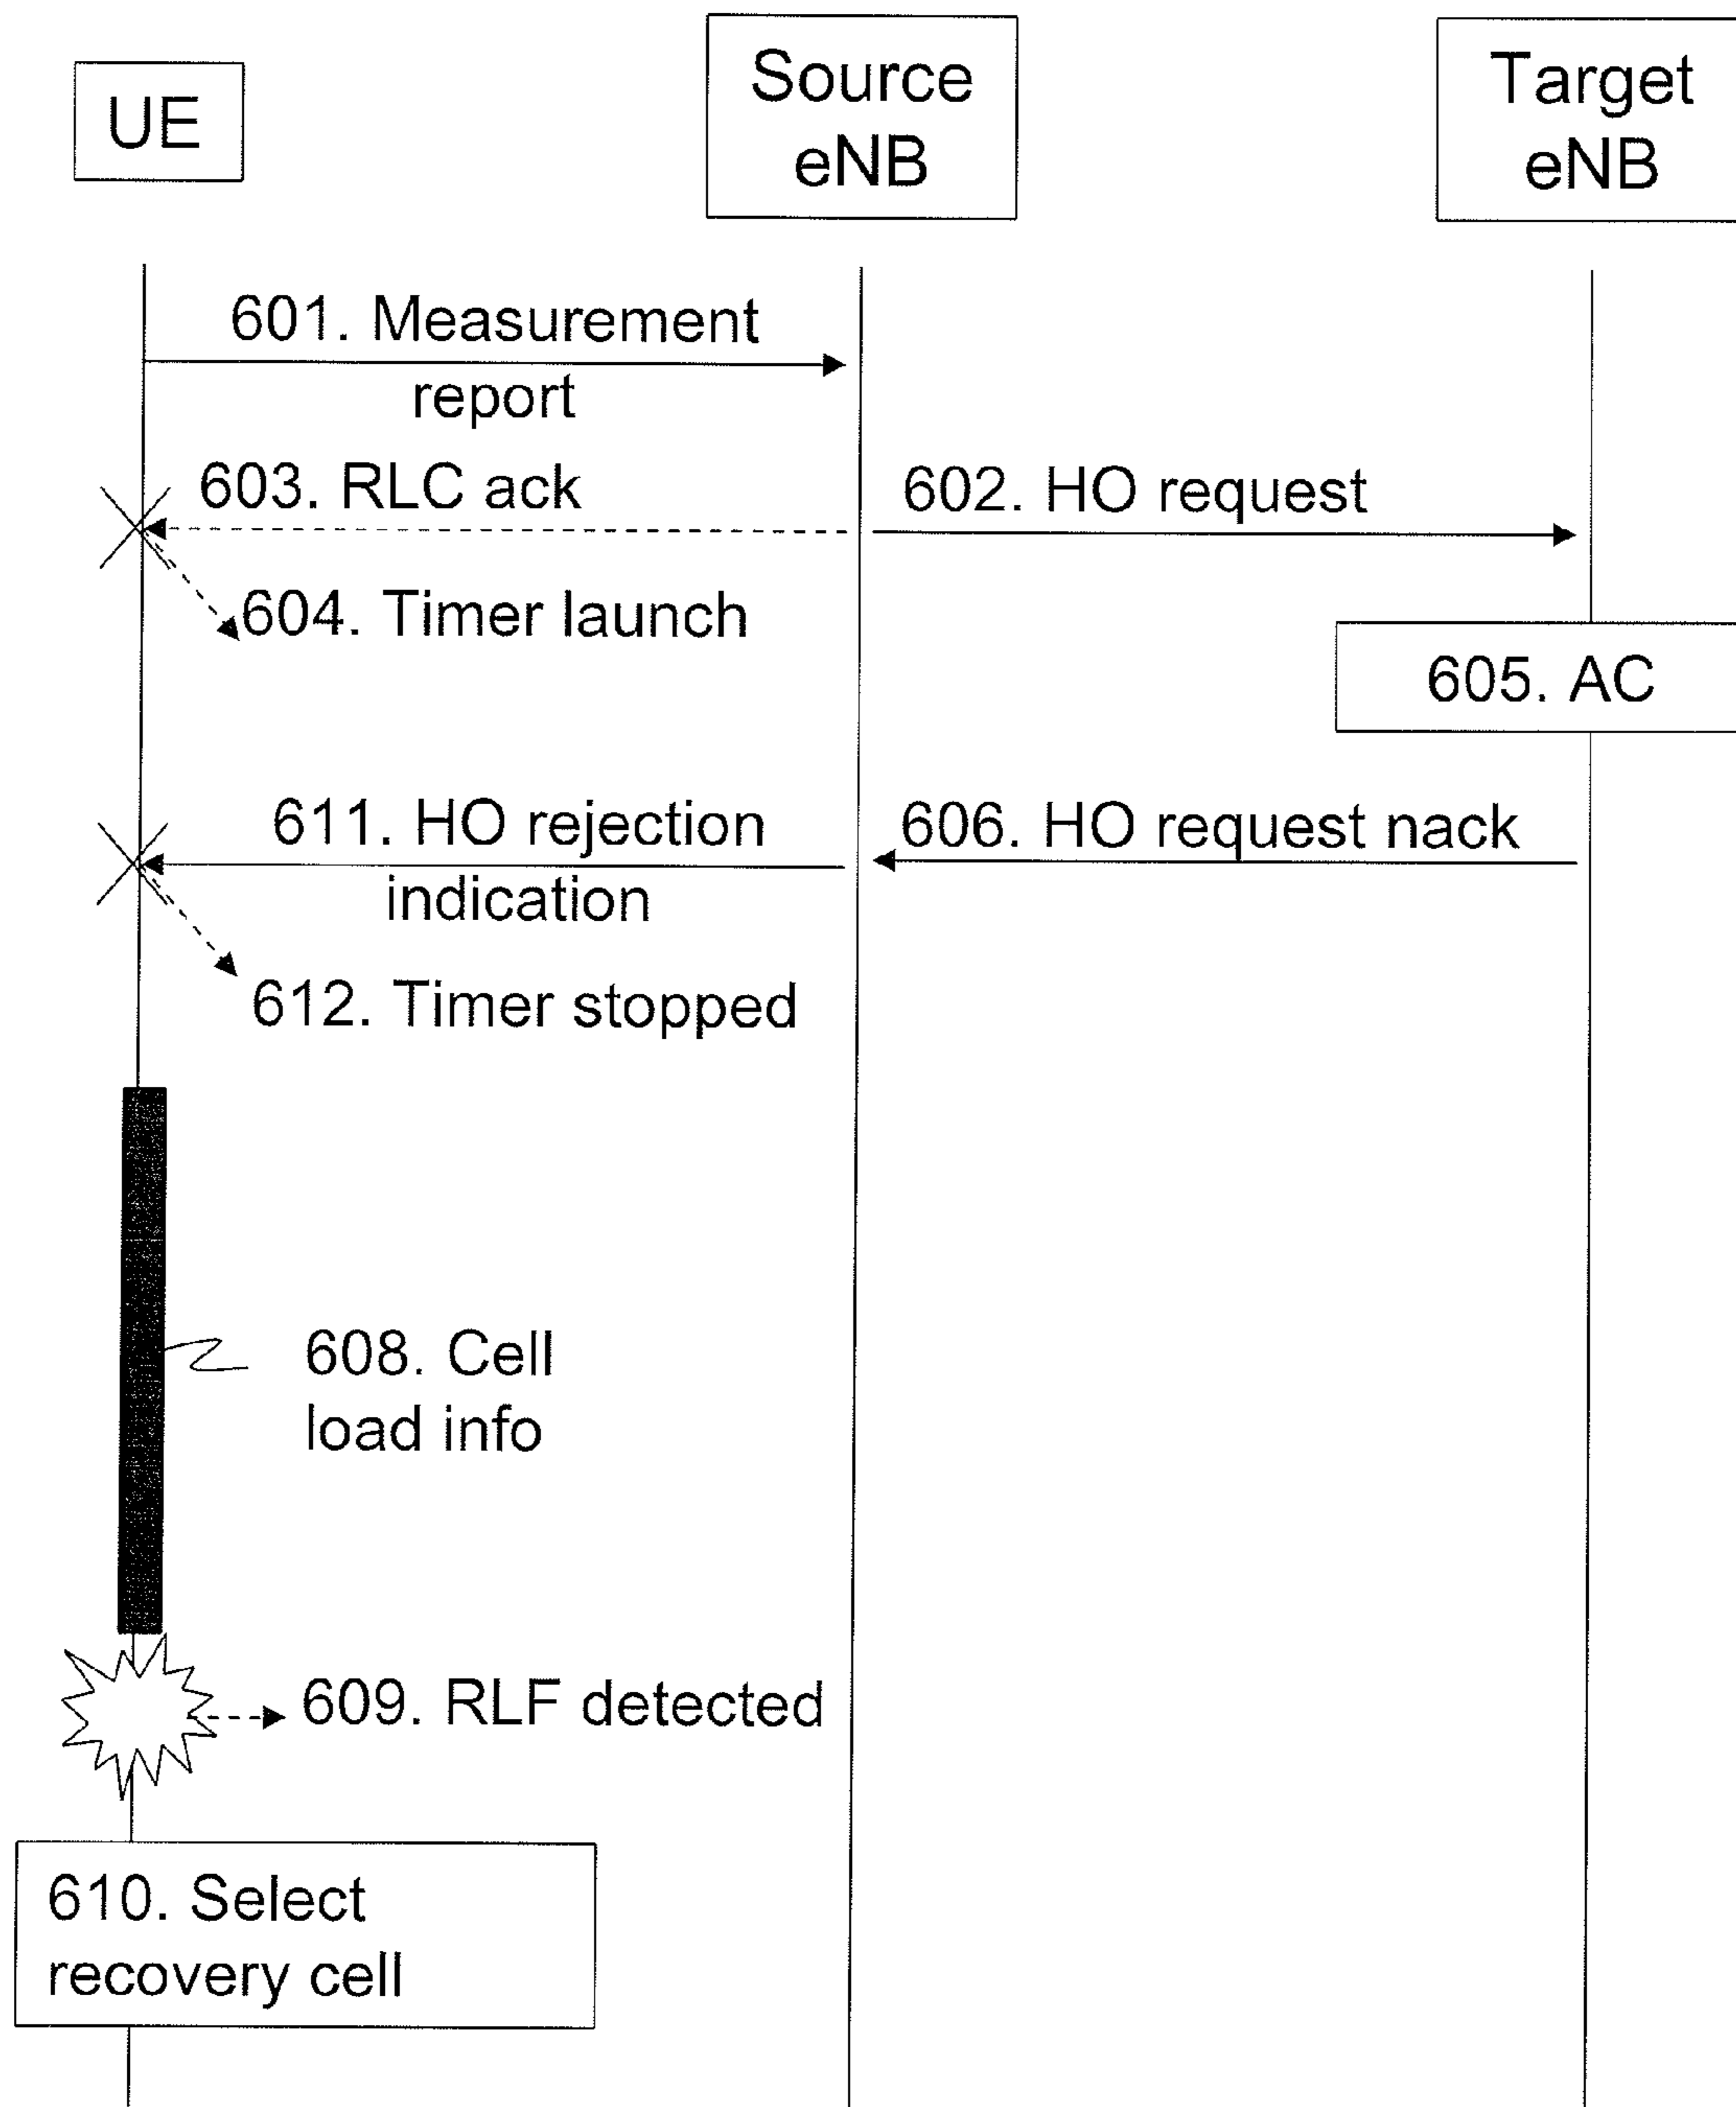 UE
Source
eNB
Target
eNB
601. Measurement
report
603. RLC ack
602. HO request
604. Timer launch
605. AC
611. HO rejection
indication
606. HO request nack
612. Timer stopped
608. Cell
load info
609. RLF detected
610. Select
recovery cell